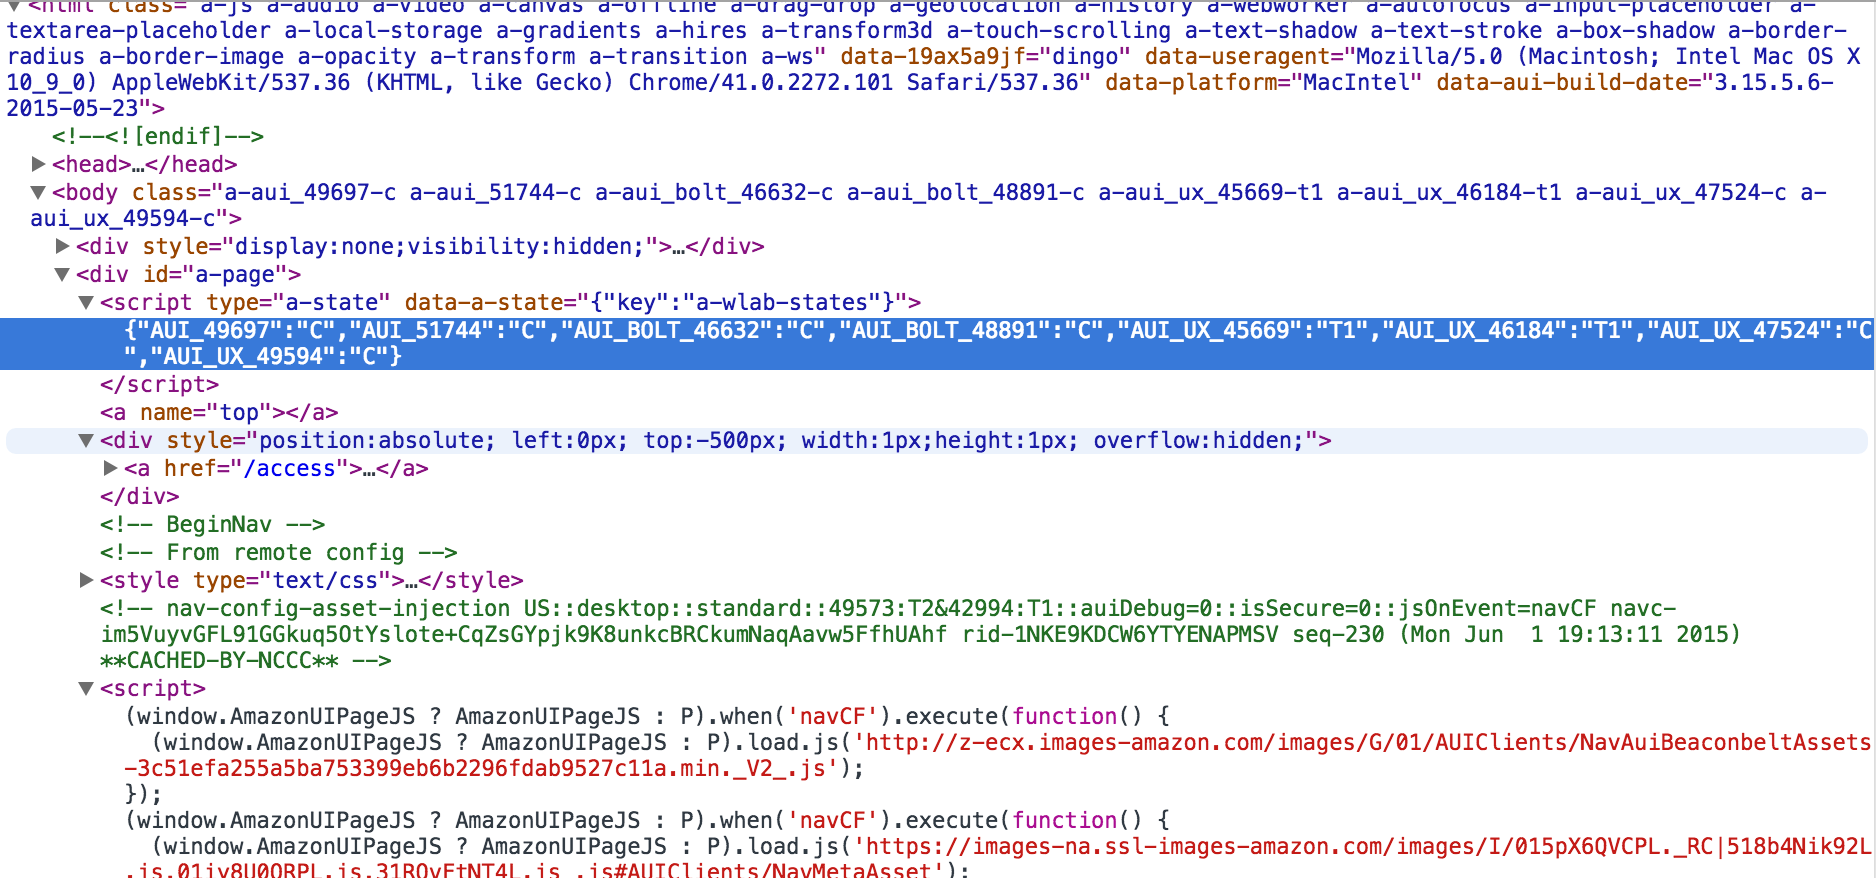 ▼<html class="a-js a-audio a-video a-canvas a-offline a-drag-drop a-geolocation a-history a-webworker a-autofocus a-input-placeholder a-
textarea-placeholder a-local-storage a-gradients a-hires a-transform3d a-touch-scrolling a-text-shadow a-text-stroke a-box-shadow a-border-
radius a-border-image a-opacity a-transform a-transition a-ws" data-19ax5a9jf="dingo" data-useragent="Mozilla/5.0 (Macintosh; Intel Mac OS X
10_9_0) AppleWebKit/537.36 (KHTML, like Gecko) Chrome/41.0.2272.101 Safari/537.36" data-platform="MacIntel" data-aui-build-date="3.15.5.6-
2015-05-23">
<!--<![endif]-->
▶<head>…</head>
▼<body class="a-aui_49697-c a-aui_51744-c a-aui_bolt_46632-c a-aui_bolt_48891-c a-aui_ux_45669-t1 a-aui_ux_46184-t1 a-aui_ux_47524-c a-
aui_ux_49594-c">
▶<div style="display:none;visibility:hidden;">…</div>
▼<div id="a-page">
▼<script type="a-state" data-a-state="{"key":"a-wlab-states"}">
{"AUI_49697":"C","AUI_51744":"C","AUI_BOLT_46632":"C","AUI_BOLT_48891":"C","AUI_UX_45669":"T1","AUI_UX_46184":"T1","AUI_UX_47524":"C
","AUI_UX_49594":"C"}
</script>
<a name="top"></a>
▼<div style="position:absolute; left:0px; top:-500px; width:1px;height:1px; overflow:hidden;">
▶<a href="/access">…</a>
</div>
<!-- BeginNav -->
<!-- From remote config -->
▶<style type="text/css">…</style>
<!-- nav-config-asset-injection US::desktop::standard::49573:T2&42994:T1::auiDebug=0::isSecure=0::jsOnEvent=navCF navc-
im5VuyvGFL91GGkuq5OtYslote+CqZsGYpjk9K8unkcBRCkumNaqAavw5FfhUAhf rid-1NKE9KDCW6YTYENAPMSV seq-230 (Mon Jun  1 19:13:11 2015)
**CACHED-BY-NCCC** -->
▼<script>
(window.AmazonUIPageJS ? AmazonUIPageJS : P).when('navCF').execute(function() {
(window.AmazonUIPageJS ? AmazonUIPageJS : P).load.js('http://z-ecx.images-amazon.com/images/G/01/AUIClients/NavAuiBeaconbeltAssets
-3c51efa255a5ba753399eb6b2296fdab9527c11a.min._V2_.js');
});
(window.AmazonUIPageJS ? AmazonUIPageJS : P).when('navCF').execute(function() {
(window.AmazonUIPageJS ? AmazonUIPageJS : P).load.js('https://images-na.ssl-images-amazon.com/images/I/015pX6QVCPL._RC|518b4Nik92L
.js,01iv8U0ORPL.js,31ROvFtNT4L.js_.js#AUIClients/NavMetaAsset');